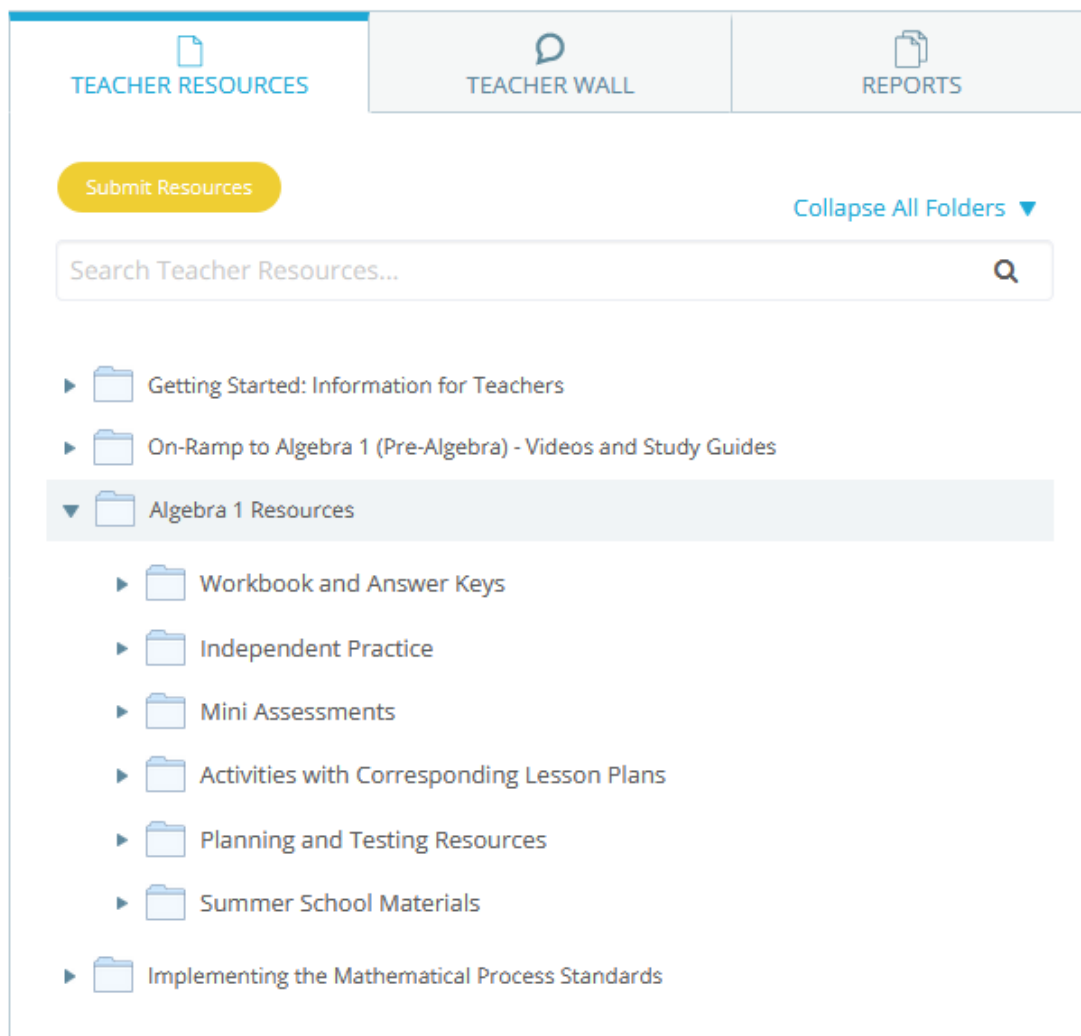 TEACHER RESOURCES
TEACHER WALL
REPORTS
Submit Resources
Collapse All Folders
Search Teacher Resources...
Getting Started: Information for Teachers
On-Ramp to Algebra 1 (Pre-Algebra) - Videos and Study Guides
Algebra 1 Resources
Workbook and Answer Keys
Independent Practice
Mini Assessments
Activities with Corresponding Lesson Plans
Planning and Testing Resources
Summer School Materials
Implementing the Mathematical Process Standards